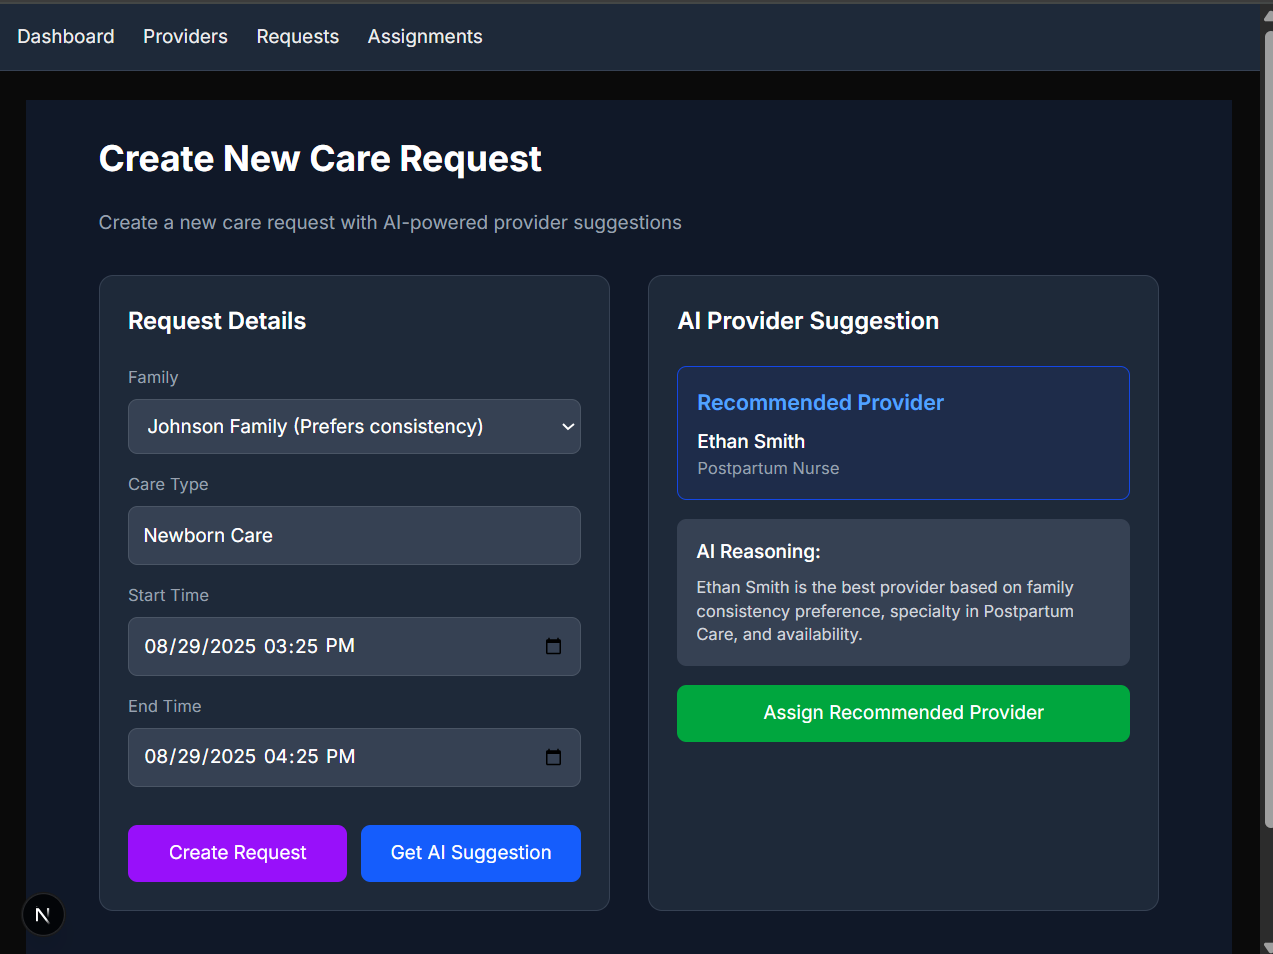 Dashboard Providers Requests Assignments
Create New Care Request
Create a new care request with AI-powered provider suggestions
Request Details
Family
Johnson Family (Prefers consistency)
Care Type
Newborn Care
Start Time
08/29/2025 03:25 PM
End Time
08/29/2025 04:25 PM
Create Request
Get AI Suggestion
AI Provider Suggestion
Recommended Provider
Ethan Smith
Postpartum Nurse
AI Reasoning:
Ethan Smith is the best provider based on family
consistency preference, specialty in Postpartum
Care, and availability.
Assign Recommended Provider
N